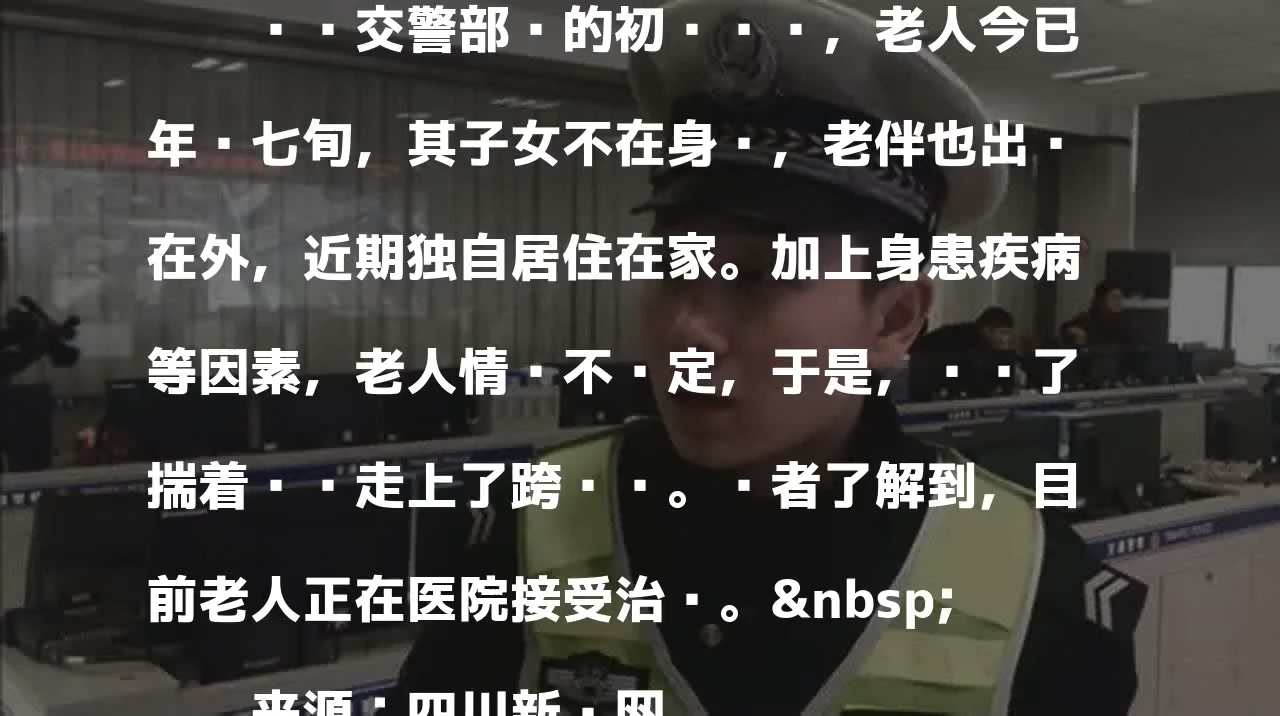 ··交警部·的初···，老人今已
年·七旬，其子女不在身·，老伴也出·
在外，近期独自居住在家。加上身患疾病
等因素，老人情·不·定，于是，··了
揣着··走上了跨··。·者了解到，目
前老人正在医院接受治·。&nbsp;
来源：四川新·网